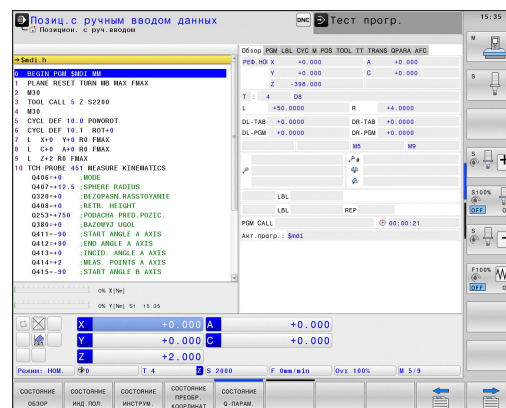 Позиц. с ручным вводом данных
Позицион. с руч.вводом
DNC
Тест прогр.
15:35
→$mdi.h
0 BEGIN PGM $MDI MM
1 PLANE RESET TURN MB MAX FMAX
2 M30
3 TOOL CALL 5 Z S2200
4 M30
5 CYCL DEF 10.0 POWOROT
6 CYCL DEF 10.1 ROT+0
7 L X+0 Y+0 R0 FMAX
8 L C+0 A+0 R0 FMAX
9 L Z+2 R0 FMAX
10 TCH PROBE 451 MEASURE KINEMATICS
Q406=+0 ;MODE
Q407=+12.5 ;SPHERE RADIUS
Q320=+0 ;BEZOPASN.RASSTOYANIE
Q408=+0 ;RETR. HEIGHT
Q253=+750 ;PODACHA PRED.POZIC.
Q380=+0 ;BAZOWYJ UGOL
Q411=-90 ;START ANGLE A AXIS
Q412=+90 ;END ANGLE A AXIS
Q413=+0 ;INCID. ANGLE A AXIS
Q414=+2 ;MEAS. POINTS A AXIS
Q415=-90 ;START ANGLE B AXIS
0% X[Nm]
0% Y[Nm] S1 15:35
Обзор PGM LBL CYC M POS TOOL TT TRANS QPARA AFC
РЕФ.НОМ X +0.000 A +0.000
Y +0.000 C +0.000
Z -398.000
T : 4 D8
L +50.0000 R +4.0000
DL-TAB +0.0000 DR-TAB +0.0000
DL-PGM +0.0000 DR-PGM +0.0000
M5 M9
LBL
LBL REP
PGM CALL 00:00:21
Акт.прогр.: $mdi
X +0.000 A +0.000
Y +0.000 C +0.000
Z +2.000
Режим: НОМ. 0 T 4 Z S 2000 F 0mm/min Ovr 100% M 5/9
M
S
S
S100%
OFF
S
F100%
OFF
СОСТОЯНИЕ ОБЗОР
СОСТОЯНИЕ ИНД.ПОЛ.
СОСТОЯНИЕ ИНСТРУМ.
СОСТОЯНИЕ ПРЕОБР. КООРДИНАТ
СОСТОЯНИЕ Q-ПАРАМ.